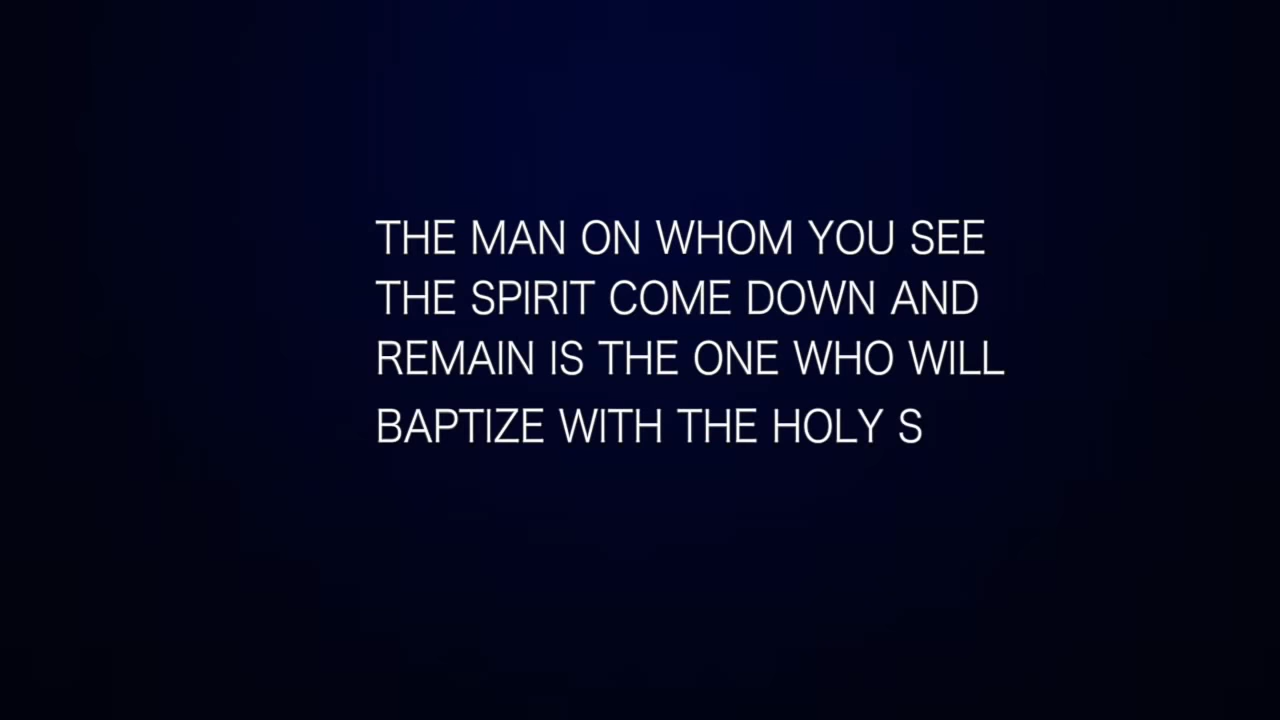 THE MAN ON WHOM YOU SEE
THE SPIRIT COME DOWN AND
REMAIN IS THE ONE WHO WILL
BAPTIZE WITH THE HOLY S